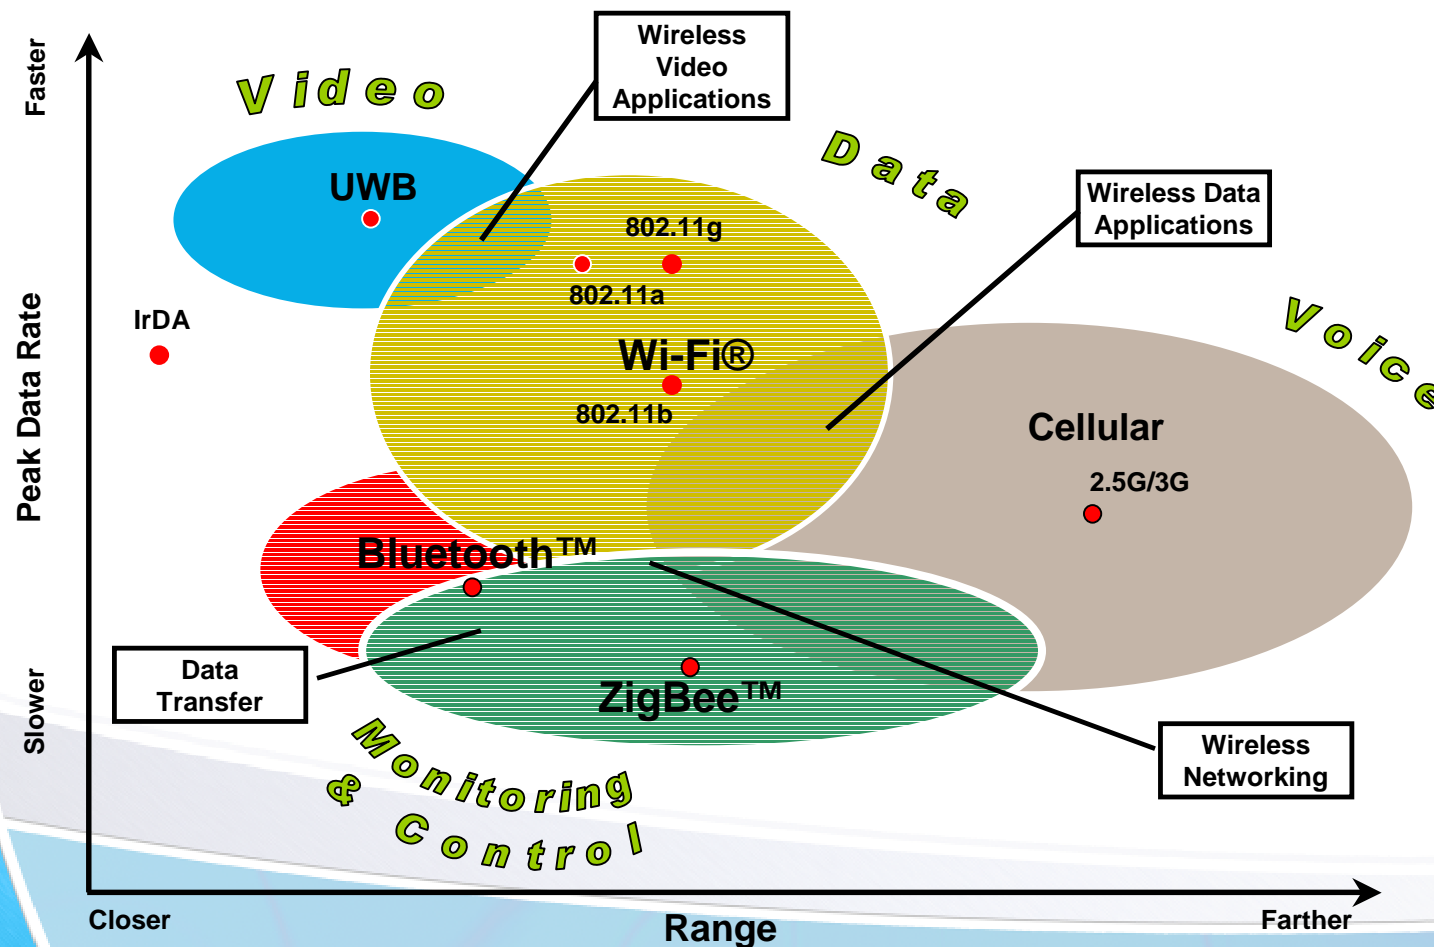 Faster
Peak Data Rate
Slower
Video
Wireless
Video
Applications
Data
Wireless Data
Applications
Voice
UWB
802.11g
802.11a
IrDA
Wi-Fi®
802.11b
Cellular
2.5G/3G
Bluetooth™
Data
Transfer
ZigBee™
Wireless
Networking
Monitoring
& Control
Closer
Range
Farther